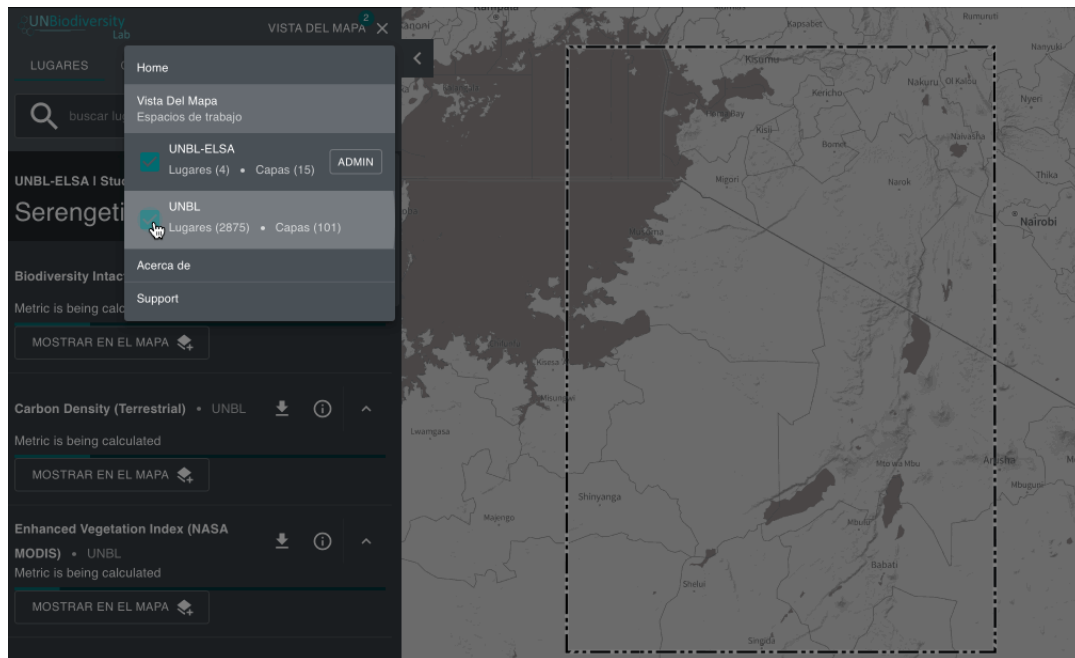 UNBiodiversity
Lab
VISTA DEL MAPA
2
LUGARES
buscar lu
Home
Vista Del Mapa
Espacios de trabajo
UNBL-ELSA
Lugares (4) • Capas (15)
ADMIN
UNBL
Lugares (2875) • Capas (101)
Acerca de
Support
UNBL-ELSA | Stu
Serengeti
Biodiversity Intac
Metric is being calc
MOSTRAR EN EL MAPA
Carbon Density (Terrestrial) • UNBL
Metric is being calculated
MOSTRAR EN EL MAPA
Enhanced Vegetation Index (NASA
MODIS) • UNBL
Metric is being calculated
MOSTRAR EN EL MAPA
Kampala
Kapsabet
Rumuruti
Kisumu
Nanyuki
Nakuru
Ol Kalou
Kericho
Nyeri
Kisii
Naivasha
Bomet
Thika
Migori
Narok
Nairobi
Musoma
Kisesa
Misungwi
Lwamgasa
Mto wa Mbu
Arusha
Mbuguni
Shinyanga
Majengo
Mbulu
Babati
Shelui
Singida